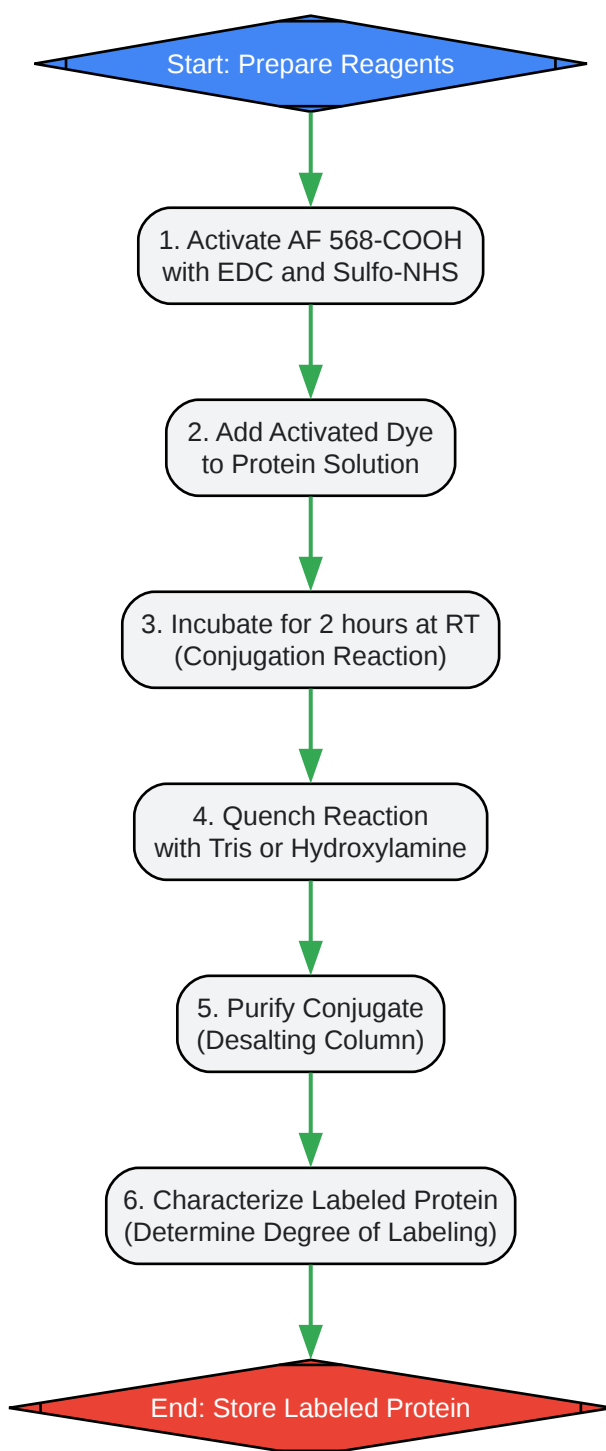 Start: Prepare Reagents
1. Activate AF 568-COOH
with EDC and Sulfo-NHS
2. Add Activated Dye
to Protein Solution
3. Incubate for 2 hours at RT
(Conjugation Reaction)
4. Quench Reaction
with Tris or Hydroxylamine
5. Purify Conjugate
(Desalting Column)
6. Characterize Labeled Protein
(Determine Degree of Labeling)
End: Store Labeled Protein